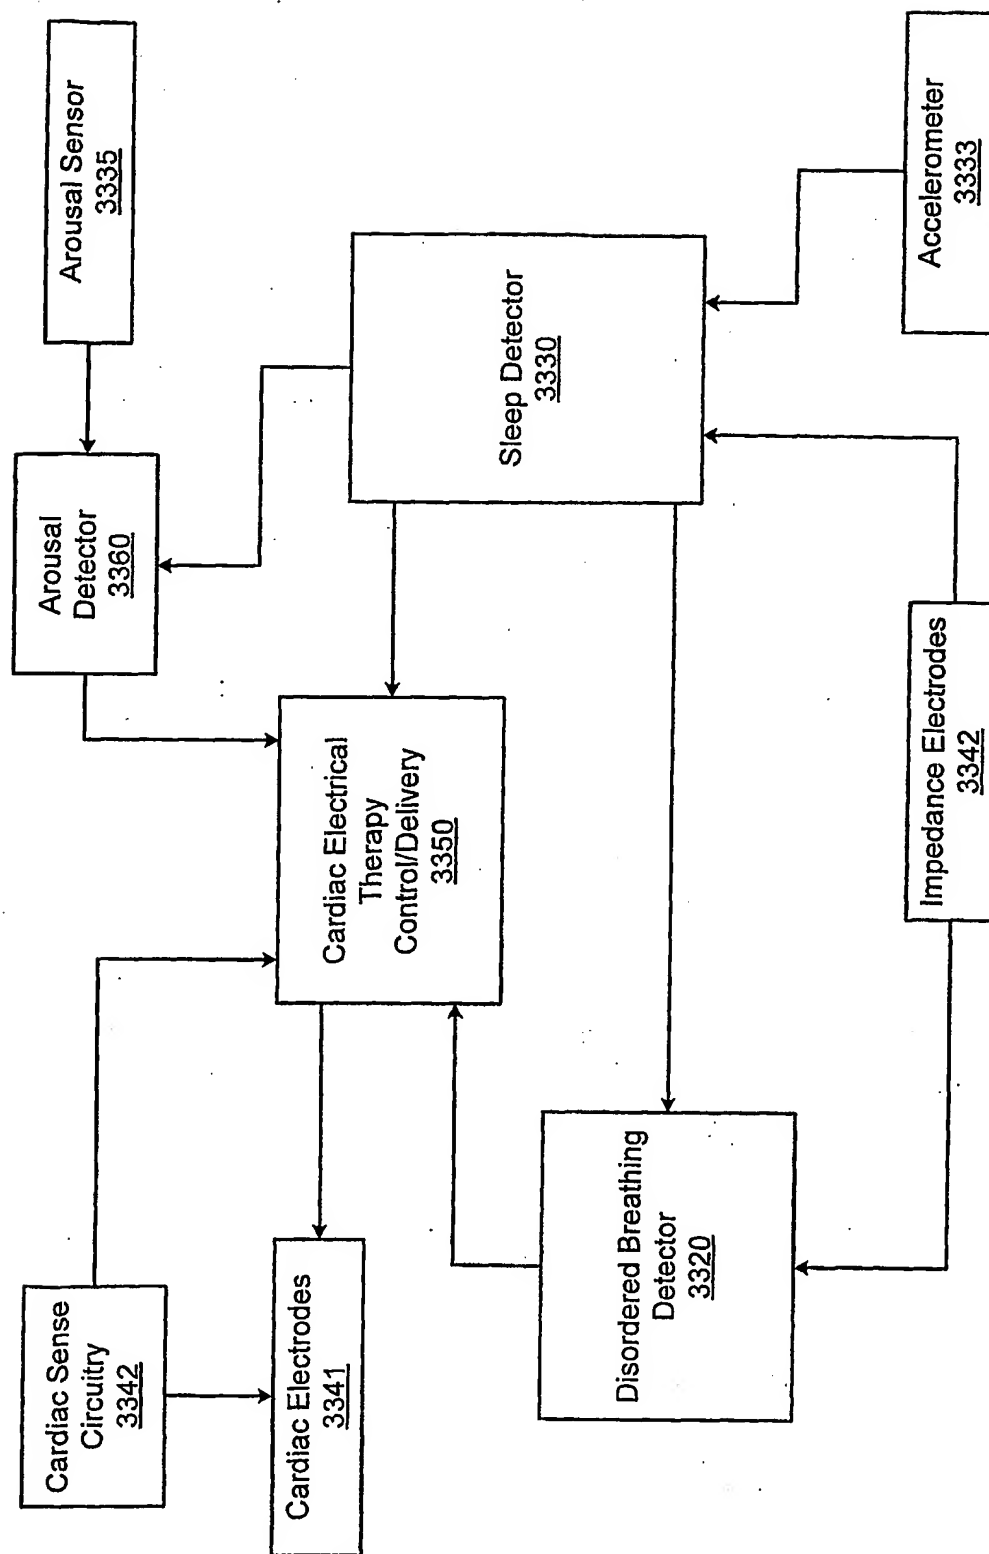 Cardiac Sense
Circuitry
3342
Arousal
Detector
3360
Arousal Sensor
3335
Cardiac Electrodes
3341
Cardiac Electrical
Therapy
Control/Delivery
3350
Sleep Detector
3330
Disordered Breathing
Detector
3320
Impedance Electrodes
3342
Accelerometer
3333